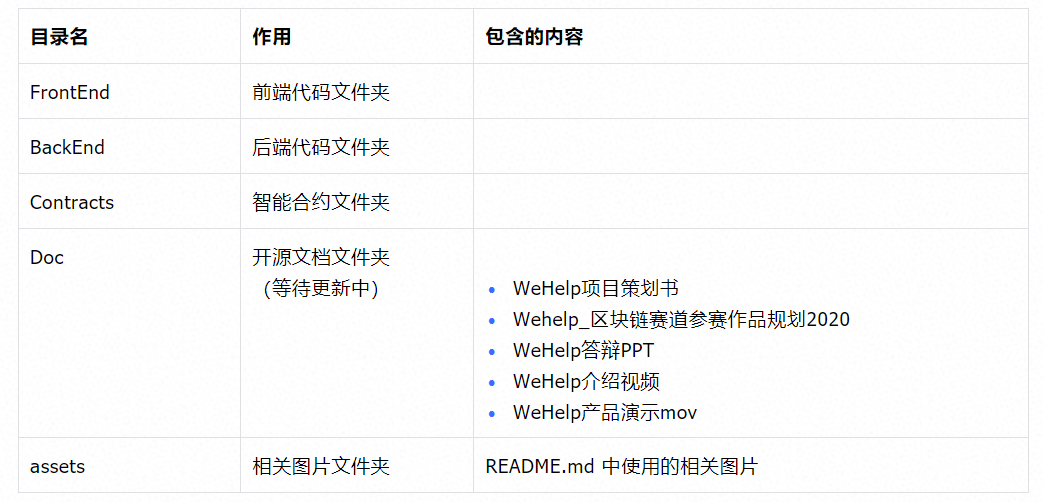 目录名 作用 包含的内容
FrontEnd 前端代码文件夹
BackEnd 后端代码文件夹
Contracts 智能合约文件夹
Doc 开源文档文件夹
（等待更新中）
WeHelp项目策划书
Wehelp_区块链赛道参赛作品规划2020
WeHelp答辩PPT
WeHelp介绍视频
WeHelp产品演示mov
assets 相关图片文件夹 README.md 中使用的相关图片